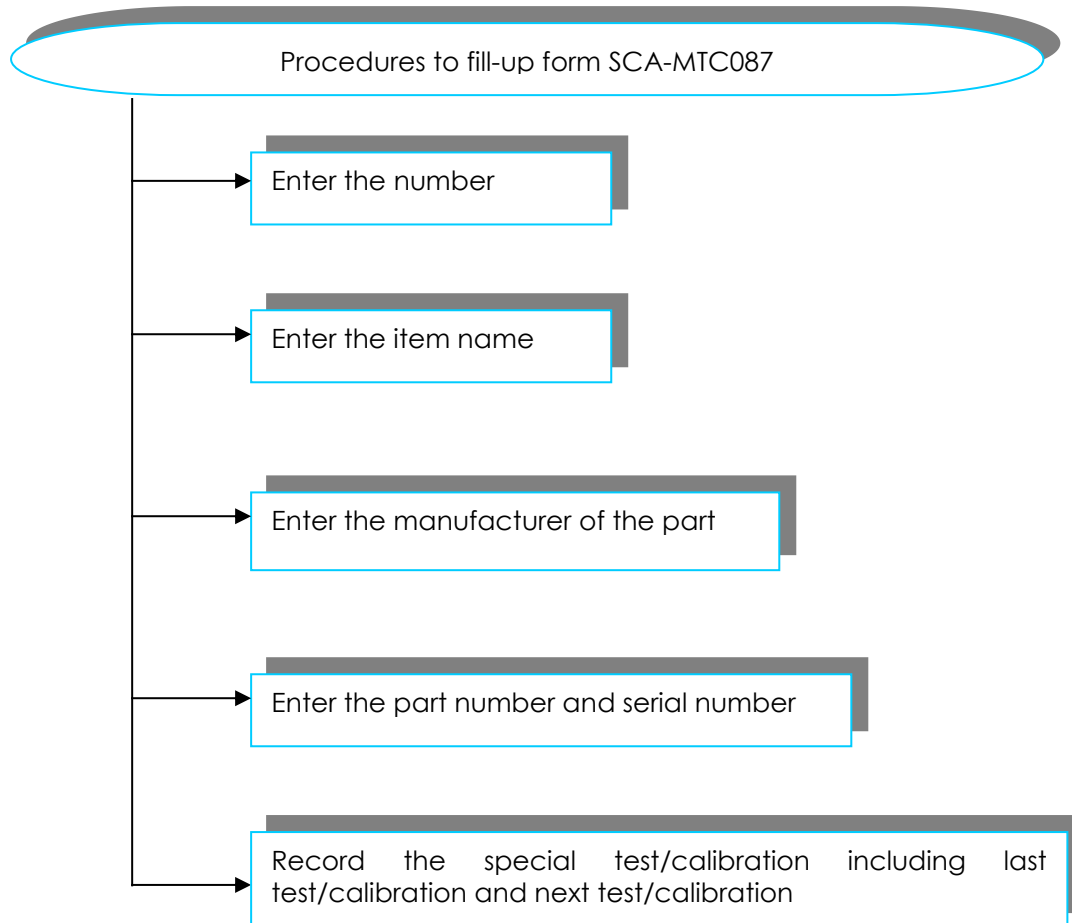 Procedures to fill-up form SCA-MTC087
Enter the number
Enter the item name
Enter the manufacturer of the part
Enter the part number and serial number
Record the special test/calibration including last
test/calibration and next test/calibration